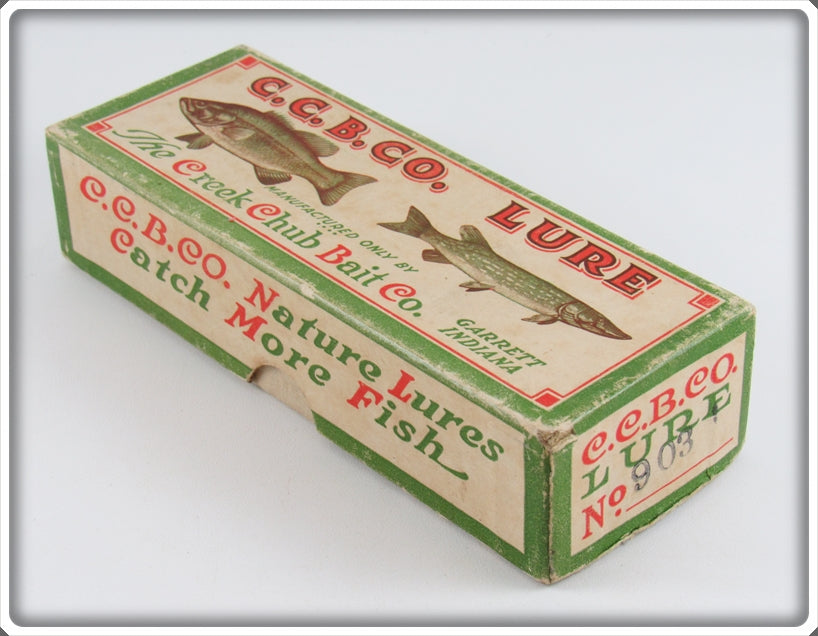 C.C.B.CO. LURE
MANUFACTURED ONLY BY
The Creek Chub Bait Co.
GARRETT
INDIANA
C.C.B.CO. Nature Lures
Catch More Fish
C.C.B.CO.
LURE
No 903